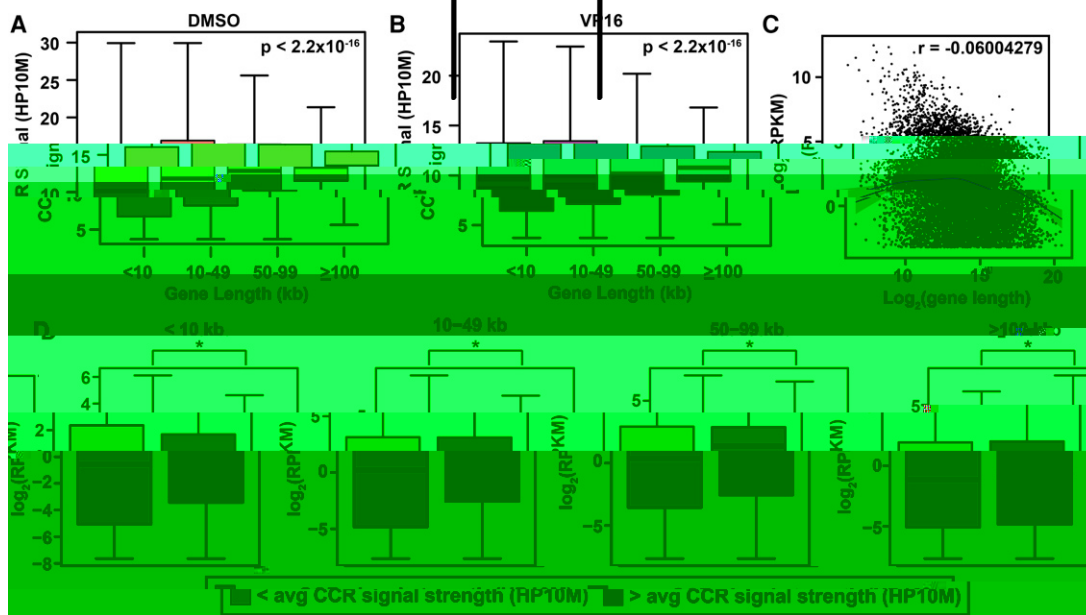 A
DMSO
B
VP16
C
p < 2.2x10-16
p < 2.2x10-16
r = -0.06004279
30
25
20
15
10
5
20
15
10
5
10
5
0
<10 10-49 50-99 ≥100
Gene Length (kb)
<10 10-49 50-99 ≥100
Gene Length (kb)
10 15 20
Log2(gene length)
D
< 10 kb
10–49 kb
50–99 kb
≥100 kb
*
*
*
*
6
4
2
0
−2
−4
−6
−8
log2(RPKM)
5
0
−5
log2(RPKM)
5
0
−5
log2(RPKM)
5
0
−5
log2(RPKM)
< avg CCR signal strength (HP10M) > avg CCR signal strength (HP10M)